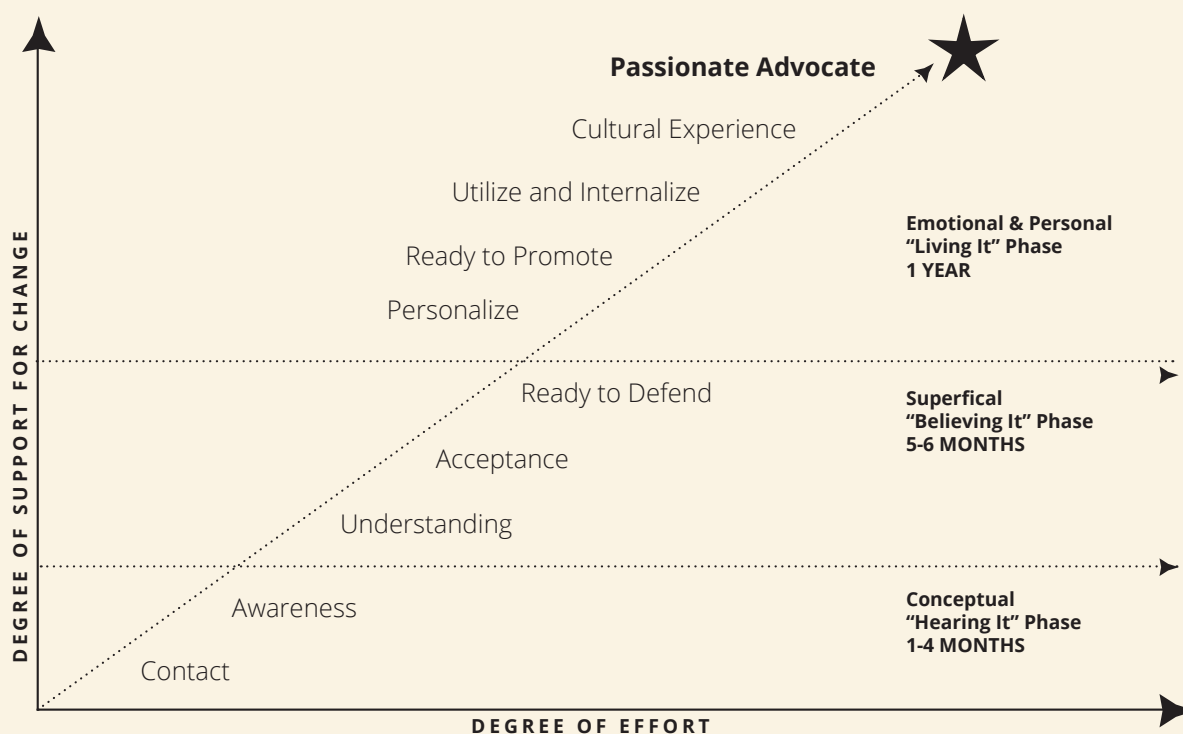 Passionate Advocate
Cultural Experience
Utilize and Internalize
Ready to Promote
Personalize
Emotional & Personal
“Living It” Phase
1 YEAR
Ready to Defend
Acceptance
Understanding
Superfical
“Believing It” Phase
5-6 MONTHS
Awareness
Contact
Conceptual
“Hearing It” Phase
1-4 MONTHS
DEGREE OF SUPPORT FOR CHANGE
DEGREE OF EFFORT